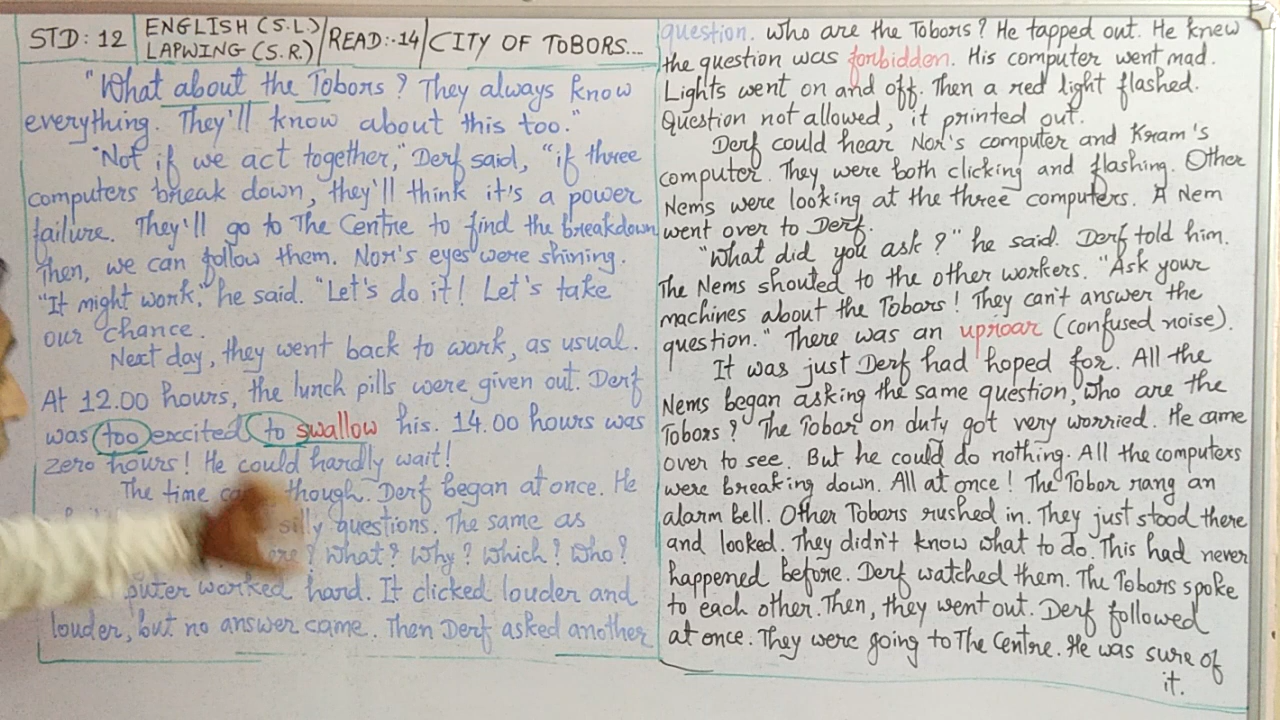 STD: 12
ENGLISH (S.L.)
LAPWING (S.R.)
READ:-14
CITY OF TOBORS...
"What about the Tobors? They always know
everything. They'll know about this too."
"Not if we act together," Derf said, "if three
computers break down, they'll think it's a power
failure. They'll go to The Centre to find the breakdown
Then, we can follow them. Nor's eyes were shining.
"It might work," he said. "Let's do it! Let's take
our chance.
Next day, they went back to work, as usual.
At 12.00 hours, the lunch pills were given out. Derf
was too excited to swallow his. 14.00 hours was
zero hours! He could hardly wait!
The time though. Derf began at once. He
silly questions. The same as
What? Why? Which? Who?
worked hard. It clicked louder and
louder, but no answer came. Then Derf asked another
question. Who are the Tobors? He tapped out. He knew
the question was forbidden. His computer went mad.
Lights went on and off. Then a red light flashed.
Question not allowed, it printed out.
Derf could hear Nor's computer and Kram's
computer. They were both clicking and flashing. Other
Nems were looking at the three computers. A Nem
went over to Derf.
"What did you ask?" he said. Derf told him.
The Nems shouted to the other workers. "Ask your
machines about the Tobors! They can't answer the
question." There was an uproar (confused noise).
It was just Derf had hoped for. All the
Nems began asking the same question, "Who are the
Tobors?" The Tobar on duty got very worried. He came
over to see. But he could do nothing. All the computers
were breaking down. All at once! The Tobor rang an
alarm bell. Other Tobors rushed in. They just stood there
and looked. They didn't know what to do. This had never
happened before. Derf watched them. The Tobors spoke
to each other. Then, they went out. Derf followed
at once. They were going to The Centre. He was sure of
it.